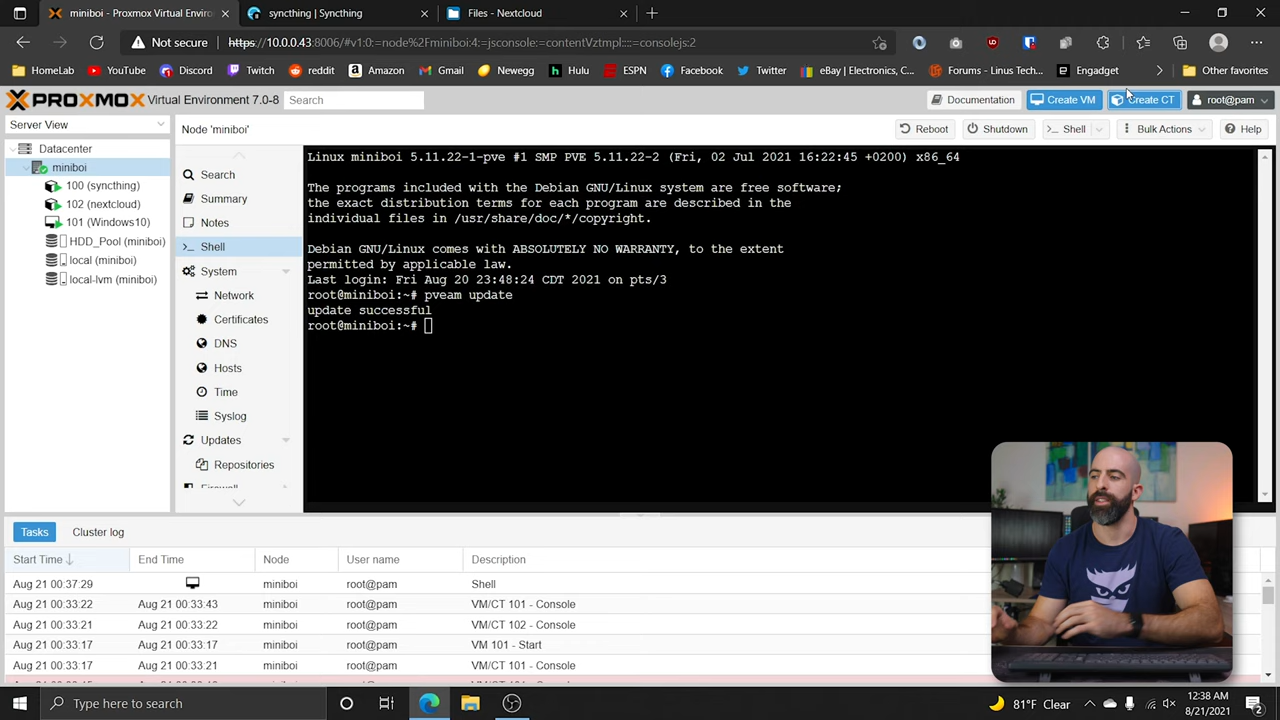 miniboi - Proxmox Virtual Enviro
syncthing | Syncthing
Files - Nextcloud
Not secure
https://10.0.0.43:8006/#v1:0:=node%2Fminiboi:4:=jsconsole:=contentVztmpl::::=consolejs:2
HomeLab
YouTube
Discord
Twitch
reddit
Amazon
Gmail
Newegg
Hulu
ESPN
Facebook
Twitter
eBay | Electronics, C...
Forums - Linus Tech...
Engadget
Other favorites
PROXMOX Virtual Environment 7.0-8
Search
Documentation
Create VM
Create CT
root@pam
Server View
Node 'miniboi'
Reboot
Shutdown
Shell
Bulk Actions
Help
Datacenter
miniboi
100 (syncthing)
102 (nextcloud)
101 (Windows10)
HDD_Pool (miniboi)
local (miniboi)
local-lvm (miniboi)
Search
Summary
Notes
Shell
System
Network
Certificates
DNS
Hosts
Time
Syslog
Updates
Repositories
Firewall
Linux miniboi 5.11.22-1-pve #1 SMP PVE 5.11.22-2 (Fri, 02 Jul 2021 16:22:45 +0200) x86_64
The programs included with the Debian GNU/Linux system are free software;
the exact distribution terms for each program are described in the
individual files in /usr/share/doc/*/copyright.
Debian GNU/Linux comes with ABSOLUTELY NO WARRANTY, to the extent
permitted by applicable law.
Last login: Fri Aug 20 23:48:24 CDT 2021 on pts/3
root@miniboi:~# pveam update
update successful
root@miniboi:~#
Tasks
Cluster log
Start Time End Time Node User name Description
Aug 21 00:37:29 miniboi root@pam Shell
Aug 21 00:33:22 Aug 21 00:33:43 miniboi root@pam VM/CT 101 - Console
Aug 21 00:33:21 Aug 21 00:33:22 miniboi root@pam VM/CT 102 - Console
Aug 21 00:33:17 Aug 21 00:33:17 miniboi root@pam VM 101 - Start
Aug 21 00:33:17 Aug 21 00:33:21 miniboi root@pam VM/CT 101 - Console
Type here to search
81°F Clear
12:38 AM
8/21/2021
2